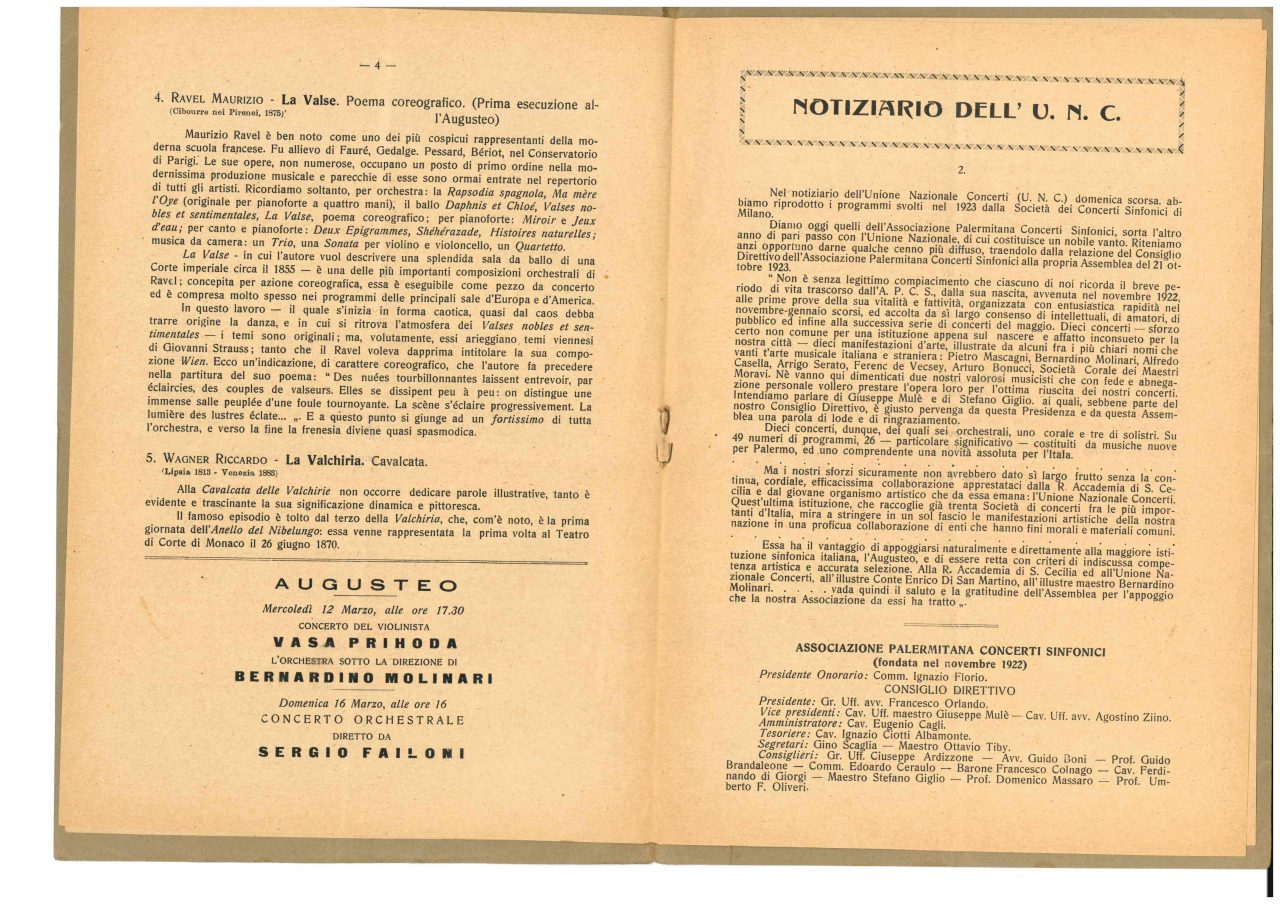 — 4 —
4. RAVEL MAURIZIO - La Valse. Poema coreografico. (Prima esecuzione al-
(Cibourre nei Pirenei, 1875)
l'Augusteo)
Maurizio Ravel è ben noto come uno dei più cospicui rappresentanti della mo-
derna scuola francese. Fu allievo di Fauré, Gedalge. Pessard, Bériot, nel Conservatorio
di Parigi. Le sue opere, non numerose, occupano un posto di primo ordine nella mo-
dernissima produzione musicale e parecchie di esse sono ormai entrate nel repertorio
di tutti gli artisti. Ricordiamo soltanto, per orchestra: la Rapsodia spagnola, Ma mère
l'Oye (originale per pianoforte a quattro mani), il ballo Daphnis et Chloé, Valses no-
bles et sentimentales, La Valse, poema coreografico; per pianoforte: Miroir e Jeux
d'eau; per canto e pianoforte: Deux Epigrammes, Shéhérazade, Histoires naturelles;
musica da camera: un Trio, una Sonata per violino e violoncello, un Quartetto.
La Valse - in cui l'autore vuol descrivere una splendida sala da ballo di una
Corte imperiale circa il 1855 — è una delle più importanti composizioni orchestrali di
Ravel; concepita per azione coreografica, essa è eseguibile come pezzo da concerto
ed è compresa molto spesso nei programmi delle principali sale d'Europa e d'America.
In questo lavoro — il quale s'inizia in forma caotica, quasi dal caos debba
trarre origine la danza, e in cui si ritrova l'atmosfera dei Valses nobles et sen-
timentales — i temi sono originali; ma, volutamente, essi arieggiano temi viennesi
di Giovanni Strauss; tanto che il Ravel voleva dapprima intitolare la sua compo-
zione Wien. Ecco un'indicazione, di carattere coreografico, che l'autore fa precedere
nella partitura del suo poema: “ Des nuées tourbillonnantes laissent entrevoir, par
éclaircies, des couples de valseurs. Elles se dissipent peu à peu: on distingue une
immense salle peuplée d'une foule tournoyante. La scène s'éclaire progressivement. La
lumière des lustres éclate... „. E a questo punto si giunge ad un fortissimo di tutta
l'orchestra, e verso la fine la frenesia diviene quasi spasmodica.
5. WAGNER RICCARDO - La Valchiria. Cavalcata.
(Lipsia 1813 - Venezia 1883)
Alla Cavalcata delle Valchirie non occorre dedicare parole illustrative, tanto è
evidente e trascinante la sua significazione dinamica e pittoresca.
Il famoso episodio è tolto dal terzo della Valchiria, che, com'è noto, è la prima
giornata dell'Anello del Nibelungo: essa venne rappresentata la prima volta al Teatro
di Corte di Monaco il 26 giugno 1870.
AUGUSTEO
Mercoledì 12 Marzo, alle ore 17.30
CONCERTO DEL VIOLINISTA
VASA PRIHODA
L'ORCHESTRA SOTTO LA DIREZIONE DI
BERNARDINO MOLINARI
Domenica 16 Marzo, alle ore 16
CONCERTO ORCHESTRALE
DIRETTO DA
SERGIO FAILONI
NOTIZIARIO DELL' U. N. C.
2.
Nel notiziario dell'Unione Nazionale Concerti (U. N. C.) domenica scorsa. ab-
biamo riprodotto i programmi svolti nel 1923 dalla Società dei Concerti Sinfonici di
Milano.
Diamo oggi quelli dell'Associazione Palermitana Concerti Sinfonici, sorta l'altro
anno di pari passo con l'Unione Nazionale, di cui costituisce un nobile vanto. Riteniamo
anzi opportuno darne qualche cenno più diffuso, traendolo dalla relazione del Consiglio
Direttivo dell'Associazione Palermitana Concerti Sinfonici alla propria Assemblea del 21 ot-
tobre 1923.
“ Non è senza legittimo compiacimento che ciascuno di noi ricorda il breve pe-
riodo di vita trascorso dall'A. P. C. S., dalla sua nascita, avvenuta nel novembre 1922,
alle prime prove della sua vitalità e fattività, organizzata con entusiastica rapidità nel
novembre-gennaio scorsi, ed accolta da sì largo consenso di intellettuali, di amatori, di
pubblico ed infine alla successiva serie di concerti del maggio. Dieci concerti — sforzo
certo non comune per una istituzione appena sul nascere e affatto inconsueto per la
nostra città — dieci manifestazioni d'arte, illustrate da alcuni fra i più chiari nomi che
vanti t'arte musicale italiana e straniera: Pietro Mascagni, Bernardino Molinari, Alfredo
Casella, Arrigo Serato, Ferenc de Vecsey, Arturo Bonucci, Società Corale dei Maestri
Moravi. Nè vanno qui dimenticati due nostri valorosi musicisti che con fede e abnega-
zione personale vollero prestare l'opera loro per l'ottima riuscita dei nostri concerti.
Intendiamo parlare di Giuseppe Mulè e di Stefano Giglio. ai quali, sebbene parte del
nostro Consiglio Direttivo, è giusto pervenga da questa Presidenza e da questa Assem-
blea una parola di lode e di ringraziamento.
Dieci concerti, dunque, dei quali sei orchestrali, uno corale e tre di solistri. Su
49 numeri di programmi, 26 — particolare significativo — costituiti da musiche nuove
per Palermo, ed uno comprendente una novità assoluta per l'Itala.
Ma i nostri sforzi sicuramente non avrebbero dato sì largo frutto senza la con-
tinua, cordiale, efficacissima collaborazione apprestataci dalla R. Accademia di S. Ce-
cilia e dal giovane organismo artistico che da essa emana: l'Unione Nazionale Concerti.
Quest'ultima istituzione, che raccoglie già trenta Società di concerti fra le più impor-
tanti d'Italia, mira a stringere in un sol fascio le manifestazioni artistiche della nostra
nazione in una proficua collaborazione di enti che hanno fini morali e materiali comuni.
Essa ha il vantaggio di appoggiarsi naturalmente e direttamente alla maggiore isti-
tuzione sinfonica italiana, l'Augusteo, e di essere retta con criteri di indiscussa compe-
tenza artistica e accurata selezione. Alla R. Accademia di S. Cecilia ed all'Unione Na-
zionale Concerti, all'illustre Conte Enrico Di San Martino, all'illustre maestro Bernardino
Molinari. . . . . . vada quindi il saluto e la gratitudine dell'Assemblea per l'appoggio
che la nostra Associazione da essi ha tratto „.
ASSOCIAZIONE PALERMITANA CONCERTI SINFONICI
(fondata nel novembre 1922)
Presidente Onorario: Comm. Ignazio Florio.
CONSIGLIO DIRETTIVO
Presidente: Gr. Uff. avv. Francesco Orlando.
Vice presidenti: Cav. Uff. maestro Giuseppe Mulè — Cav. Uff. avv. Agostino Ziino.
Amministratore: Cav. Eugenio Cagli.
Tesoriere: Cav. Ignazio Ciotti Albamonte.
Segretari: Gino Scaglia — Maestro Ottavio Tiby.
Consiglieri: Gr. Uff. Ciuseppe Ardizzone — Avv. Guido Boni — Prof. Guido
Brandaleone — Comm. Edoardo Ceraulo — Barone Francesco Colnago — Cav. Ferdi-
nando di Giorgi — Maestro Stefano Giglio — Prof. Domenico Massaro — Prof. Um-
berto F. Oliveri.